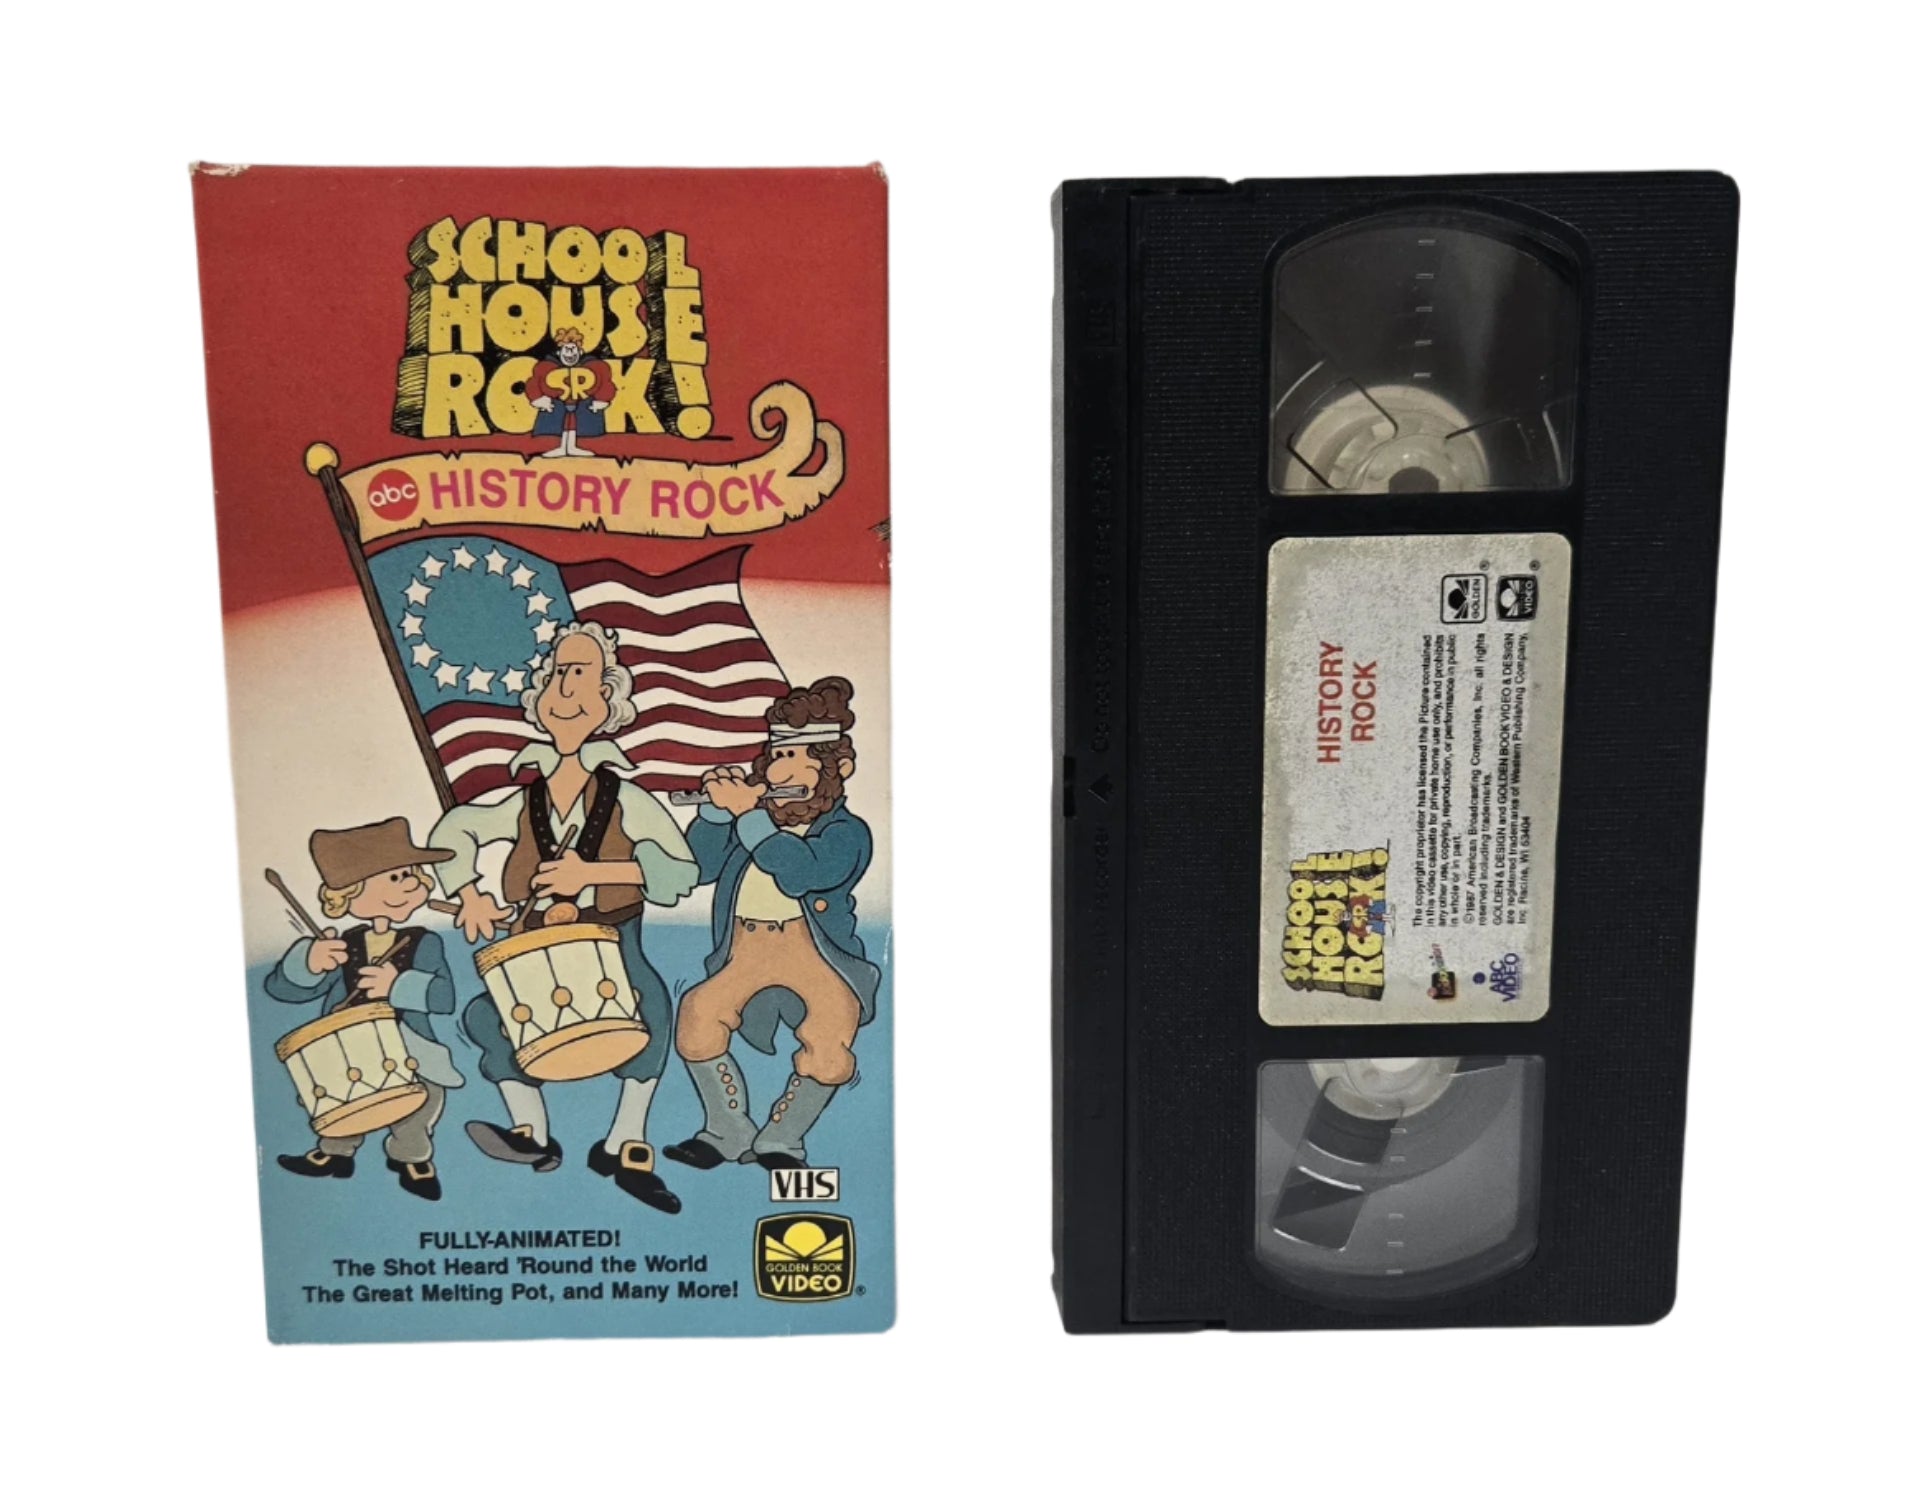 SCHOOL
HOUSE
ROCK!
SR
abc HISTORY ROCK
VHS
FULLY-ANIMATED!
The Shot Heard 'Round the World
The Great Melting Pot, and Many More!
GOLDEN BOOK
VIDEO ®
SCHOOL
HOUSE
ROCK!
SR
HISTORY
ROCK
The copyright proprietor has licensed the Picture contained
in this video cassette for private home use only, and prohibits
any other use, copying, reproduction, or performance in public
in whole or in part.
©1987 American Broadcasting Companies, Inc. all rights
reserved including trademarks.
GOLDEN & DESIGN and GOLDEN BOOK VIDEO & DESIGN
are registered trademarks of Western Publishing Company,
Inc. Racine, WI 53404
ABC
VIDEO
GOLDEN ®
VIDEO ®